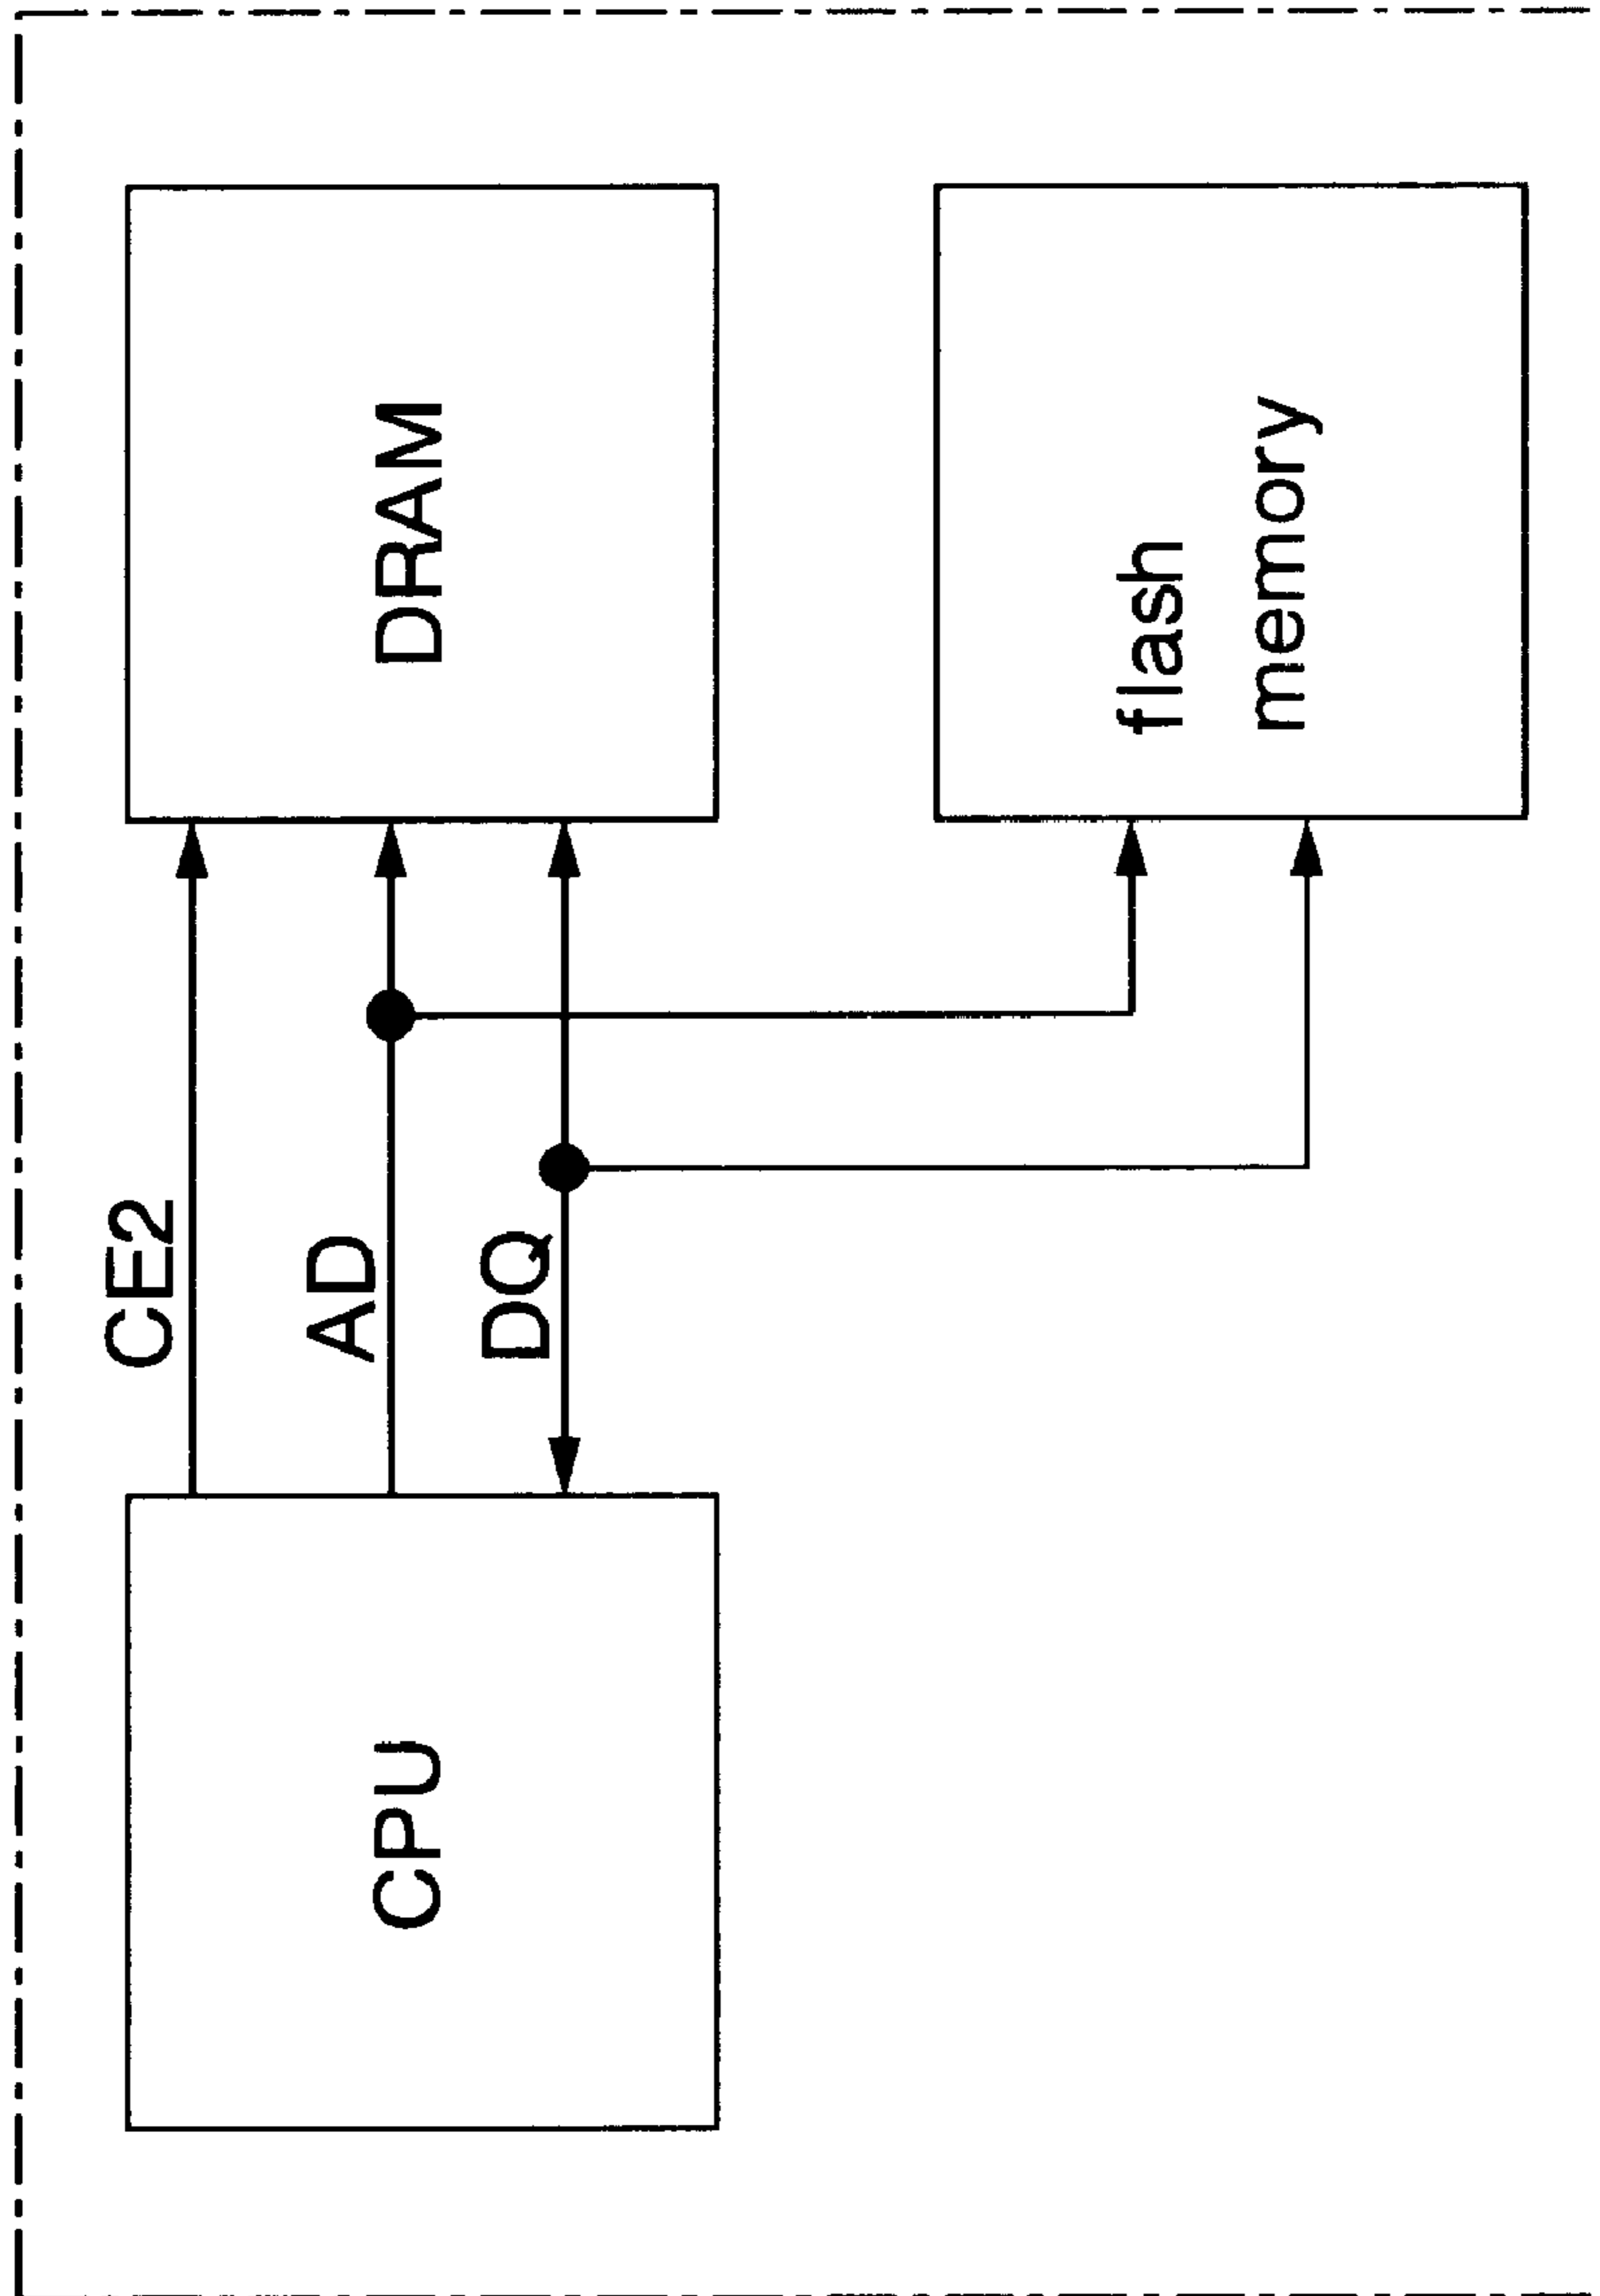 CPU
CE2
AD
DQ
DRAM
flash
memory